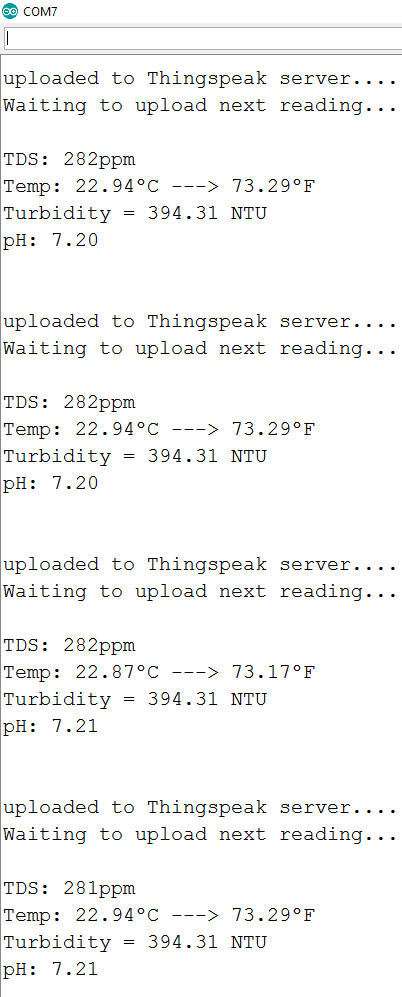 COM7
uploaded to Thingspeak server....
Waiting to upload next reading...
TDS: 282ppm
Temp: 22.94°C ---> 73.29°F
Turbidity = 394.31 NTU
pH: 7.20
uploaded to Thingspeak server....
Waiting to upload next reading...
TDS: 282ppm
Temp: 22.94°C ---> 73.29°F
Turbidity = 394.31 NTU
pH: 7.20
uploaded to Thingspeak server....
Waiting to upload next reading...
TDS: 282ppm
Temp: 22.87°C ---> 73.17°F
Turbidity = 394.31 NTU
pH: 7.21
uploaded to Thingspeak server....
Waiting to upload next reading...
TDS: 281ppm
Temp: 22.94°C ---> 73.29°F
Turbidity = 394.31 NTU
pH: 7.21